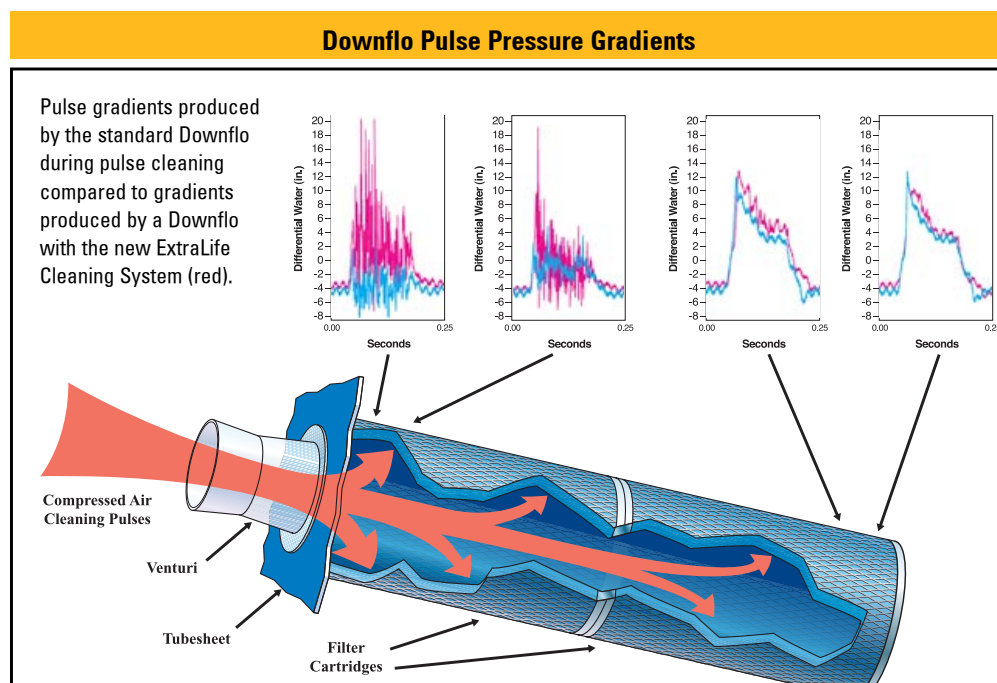 Downflo Pulse Pressure Gradients
Pulse gradients produced
by the standard Downflo
during pulse cleaning
compared to gradients
produced by a Downflo
with the new ExtraLife
Cleaning System (red).
Differential Water (in.)
20
18
16
14
12
10
8
6
4
2
0
-0
-4
-6
-8
0.00 0.25
Seconds
Differential Water (in.)
20
18
16
14
12
10
8
6
4
2
0
-0
-4
-6
-8
0.00 0.25
Seconds
Differential Water (in.)
20
18
16
14
12
10
8
6
4
2
0
-0
-4
-6
-8
0.00 0.25
Seconds
Differential Water (in.)
20
18
16
14
12
10
8
6
4
2
0
-0
-4
-6
-8
0.00
Seconds
Compressed Air
Cleaning Pulses
Venturi
Tubesheet
Filter
Cartridges